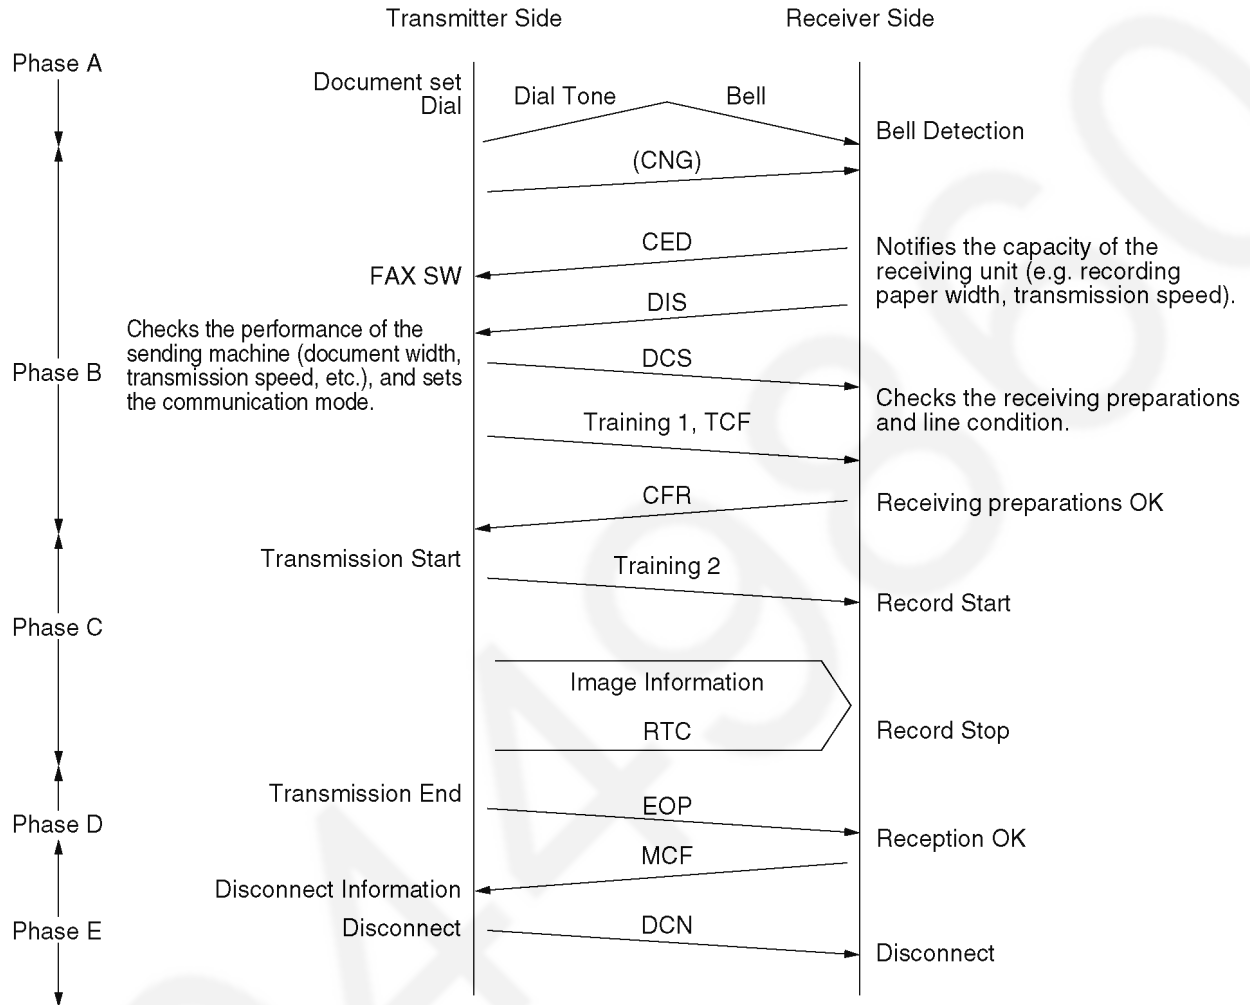 Transmitter Side
Receiver Side
Phase A
Document set
Dial
Dial Tone
Bell
Bell Detection
(CNG)
CED
Notifies the capacity of the
receiving unit (e.g. recording
paper width, transmission speed).
FAX SW
DIS
Checks the performance of the
sending machine (document width,
transmission speed, etc.), and sets
the communication mode.
Phase B
DCS
Checks the receiving preparations
and line condition.
Training 1, TCF
CFR
Receiving preparations OK
Transmission Start
Training 2
Record Start
Phase C
Image Information
RTC
Record Stop
Transmission End
EOP
Phase D
Reception OK
MCF
Disconnect Information
Phase E
Disconnect
DCN
Disconnect